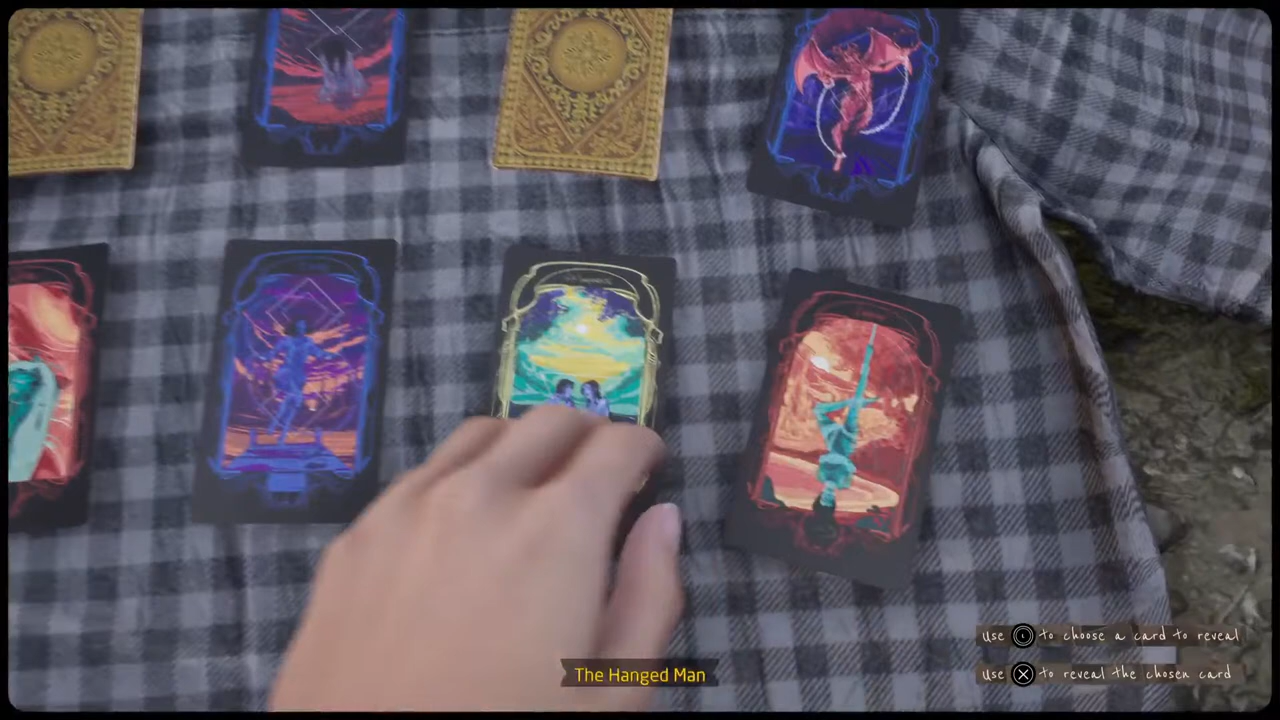 The Hanged Man
Use L to choose a card to reveal
Use X to reveal the chosen card